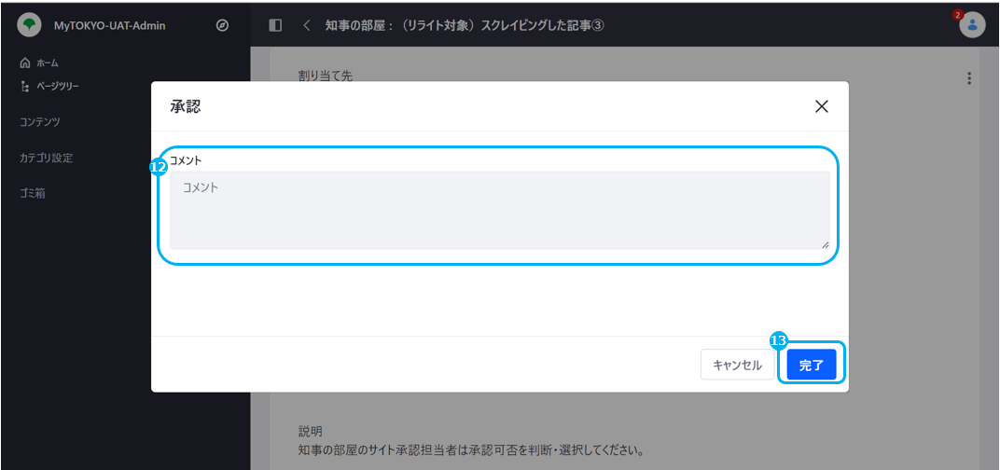 MyTOKYO-UAT-Admin
知事の部屋:（リライト対象）スクレイピングした記事③
2
ホーム
ページツリー
コンテンツ
カテゴリ設定
ゴミ箱
割り当て先
承認
12
コメント
コメント
13
キャンセル
完了
説明
知事の部屋のサイト承認担当者は承認可否を判断・選択してください。